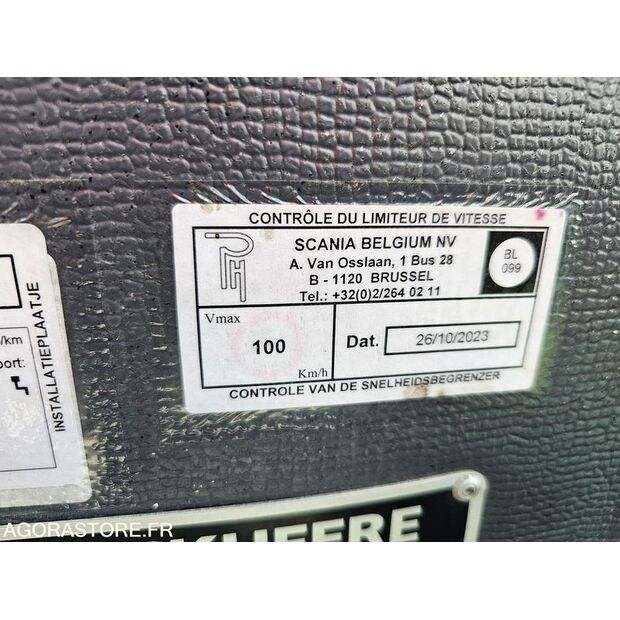 CONTRÔLE DU LIMITEUR DE VITESSE
SCANIA BELGIUM NV
A. Van Osslaan, 1 Bus 28
B - 1120 BRUSSEL
Tel.: +32(0)2/264 02 11
BL
099
Vmax
100
Km/h
Dat. 26/10/2023
CONTROLE VAN DE SNELHEIDSBEGRENZER
/km
port:
INSTALLATIEPLAATJE
KHEERE
AGORASTORE.FR